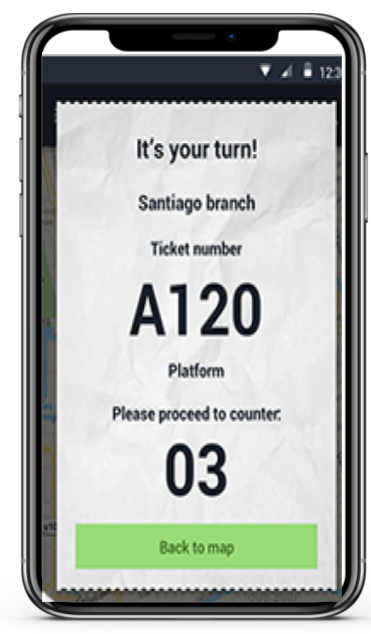 12:3
It's your turn!
Santiago branch
Ticket number
A120
Platform
Please proceed to counter:
03
Back to map